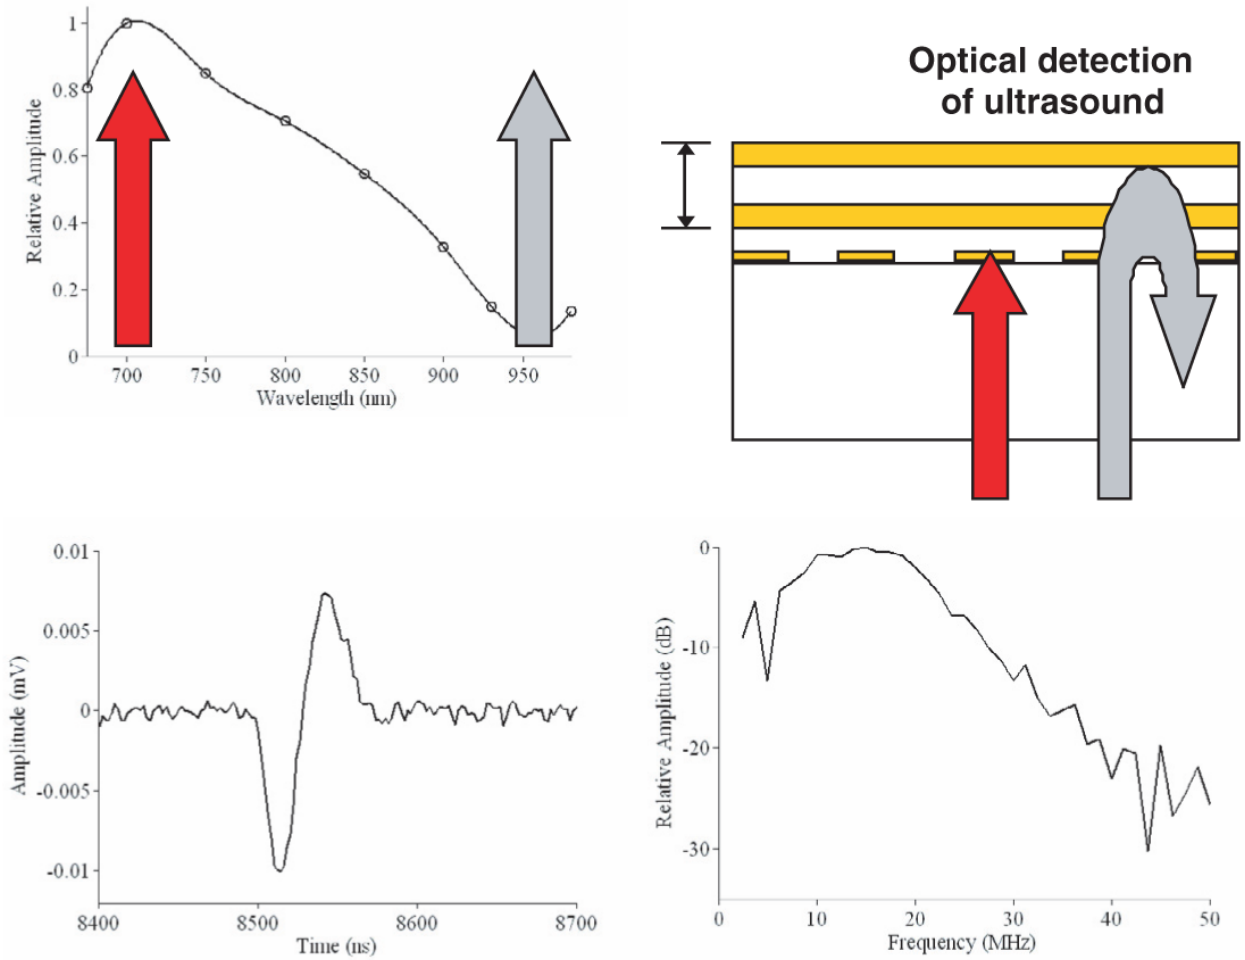 1
0.8
0.6
0.4
0.2
0
Relative Amplitude
700 750 800 850 900 950
Wavelength (nm)
Optical detection
of ultrasound
0.01
0.005
0
-0.005
-0.01
Amplitude (mV)
8400 8500 8600 8700
Time (ns)
0
-10
-20
-30
Relative Amplitude (dB)
0 10 20 30 40 50
Frequency (MHz)